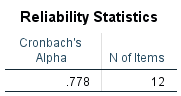 Reliability Statistics
Cronbach's
Alpha N of Items
.778 12